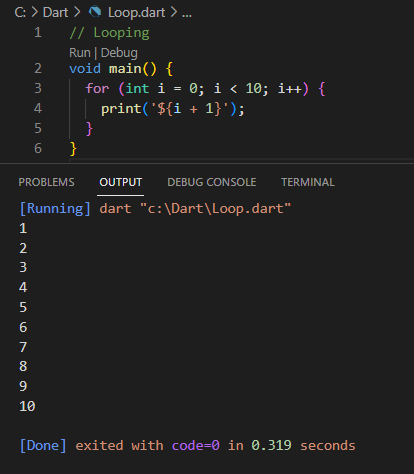 C: > Dart > Loop.dart > ...
1 // Looping
Run | Debug
2 void main() {
3 for (int i = 0; i < 10; i++) {
4 print('${i + 1}');
5 }
6 }
PROBLEMS OUTPUT DEBUG CONSOLE TERMINAL
[Running] dart "c:\Dart\Loop.dart"
1
2
3
4
5
6
7
8
9
10
[Done] exited with code=0 in 0.319 seconds